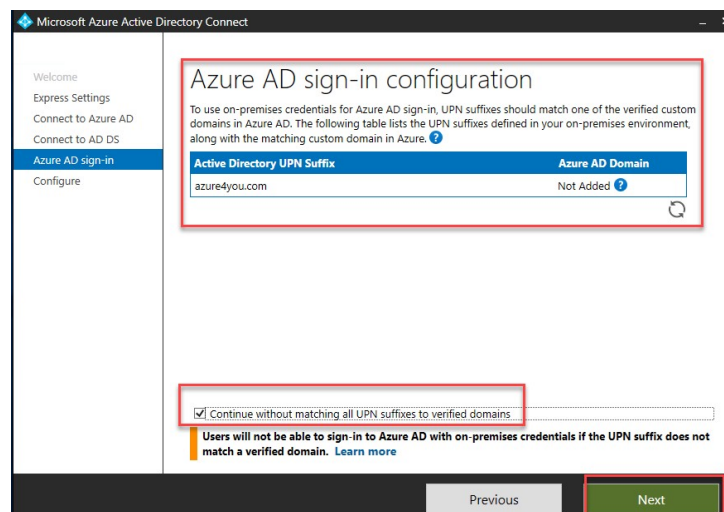 Microsoft Azure Active Directory Connect
Welcome
Express Settings
Connect to Azure AD
Connect to AD DS
Azure AD sign-in
Configure
Azure AD sign-in configuration
To use on-premises credentials for Azure AD sign-in, UPN suffixes should match one of the verified custom
domains in Azure AD. The following table lists the UPN suffixes defined in your on-premises environment,
along with the matching custom domain in Azure. ?
Active Directory UPN Suffix Azure AD Domain
azure4you.com Not Added ?
Continue without matching all UPN suffixes to verified domains
Users will not be able to sign-in to Azure AD with on-premises credentials if the UPN suffix does not
match a verified domain. Learn more
Previous Next